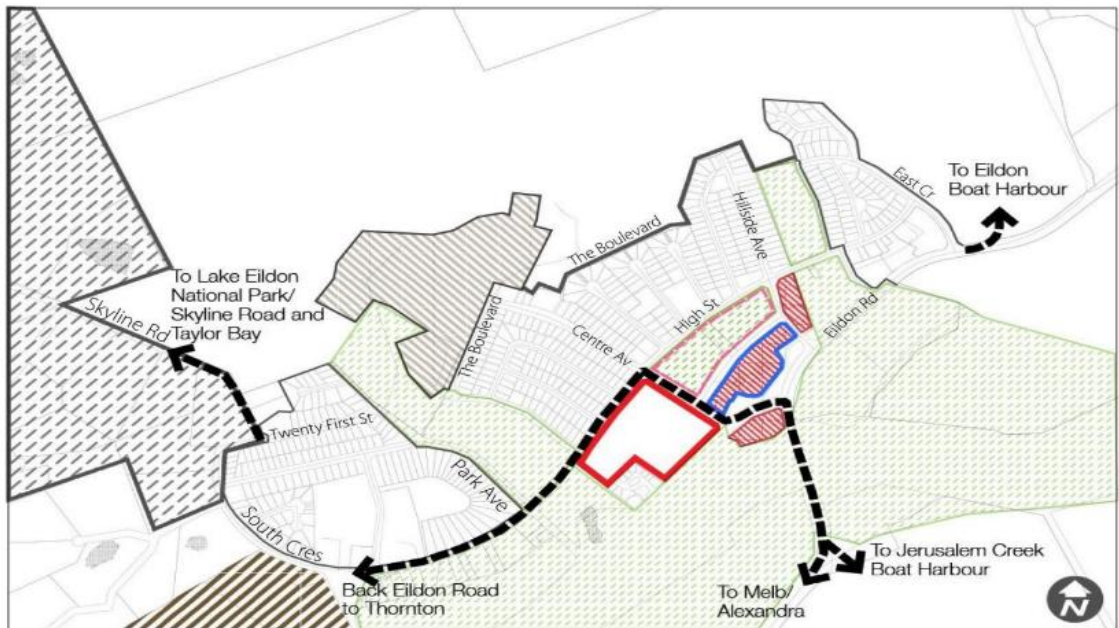 East Cr
To Eildon
Boat Harbour
Hillside Ave
The Boulevard
To Lake Eildon
National Park/
Skyline Road and
Taylor Bay
Skyline Rd
High St
Eildon Rd
The Boulevard
Centre Av
Twenty First St
Park Ave
South Cres
To Jerusalem Creek
Boat Harbour
Back Eildon Road
to Thornton
To Melb/
Alexandra
N